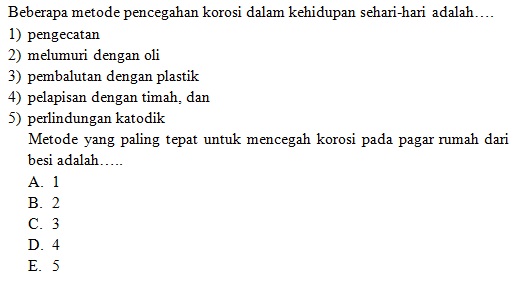 Beberapa metode pencegahan korosi dalam kehidupan sehari-hari adalah….
1) pengecatan
2) melumuri dengan oli
3) pembalutan dengan plastik
4) pelapisan dengan timah, dan
5) perlindungan katodik
Metode yang paling tepat untuk mencegah korosi pada pagar rumah dari
besi adalah…..
A. 1
B. 2
C. 3
D. 4
E. 5